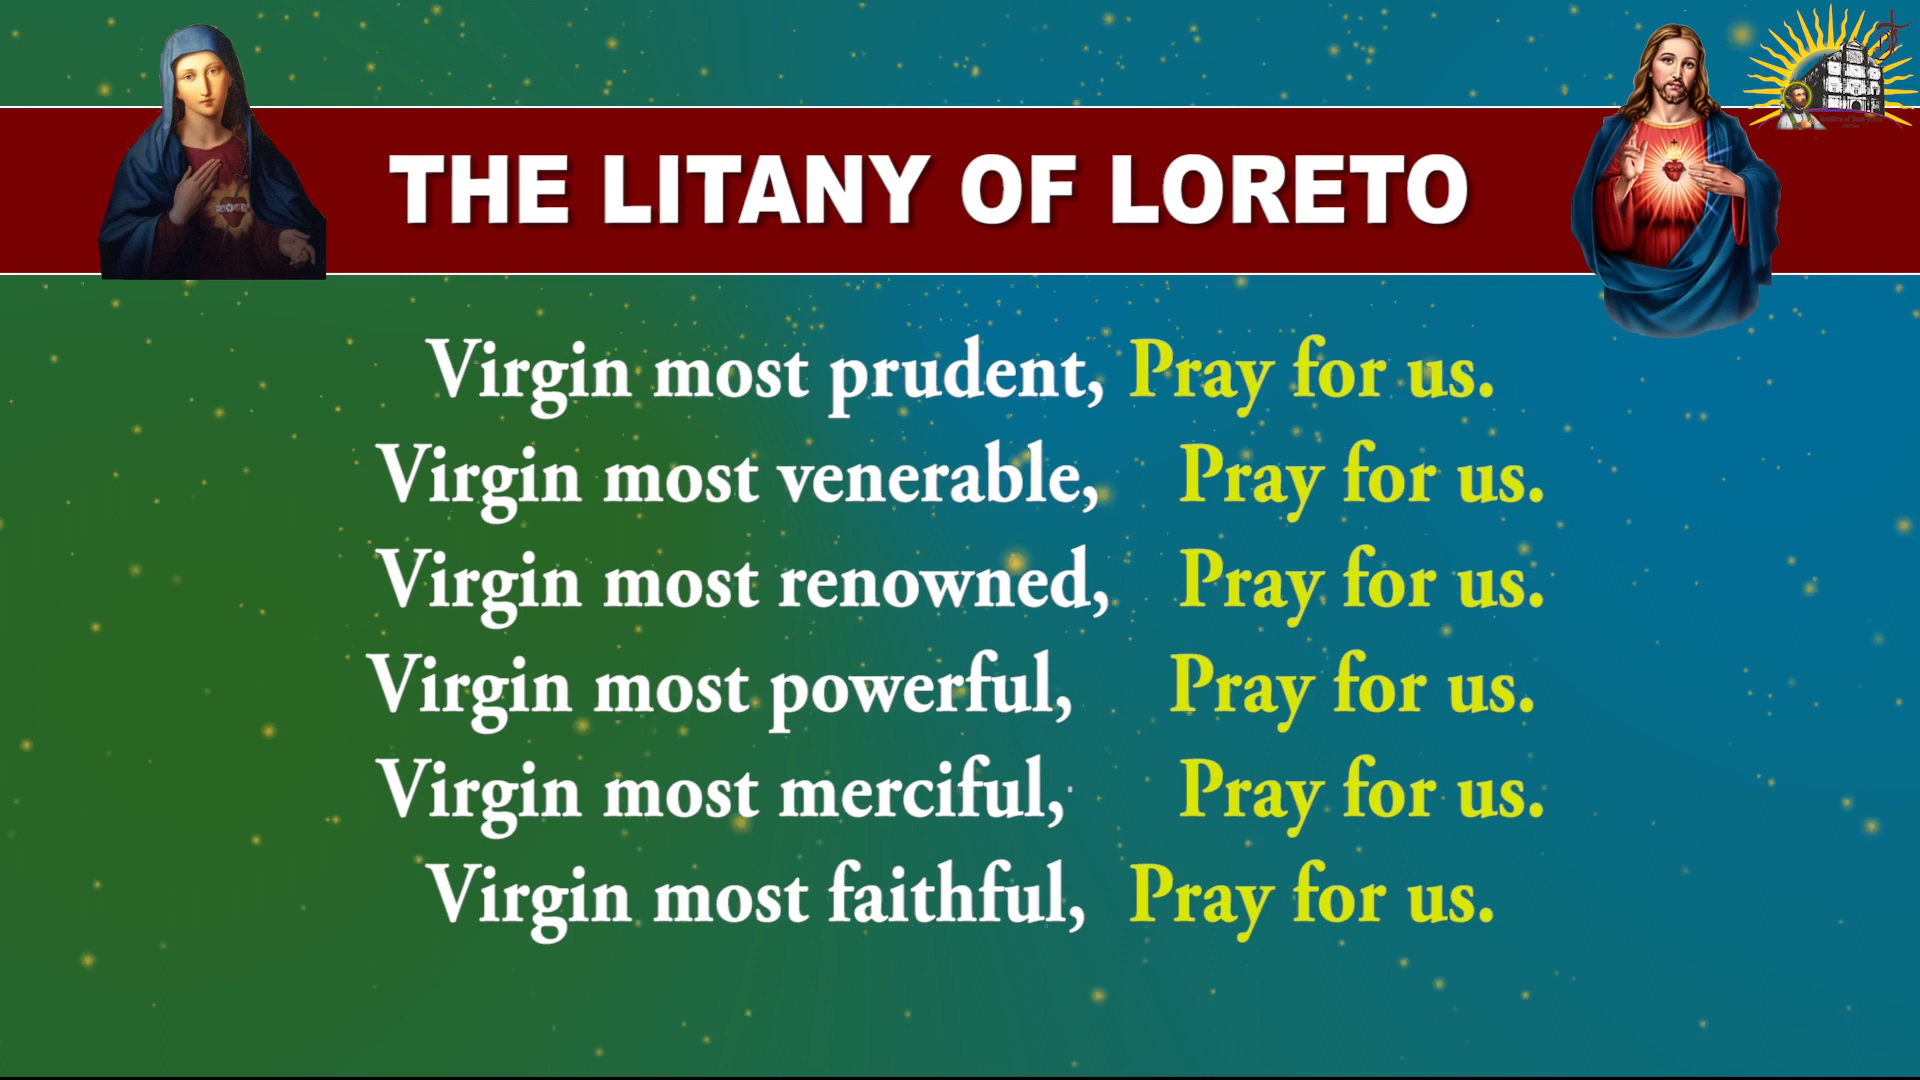 THE LITANY OF LORETO
Virgin most prudent, Pray for us.
Virgin most venerable, Pray for us.
Virgin most renowned, Pray for us.
Virgin most powerful, Pray for us.
Virgin most merciful, Pray for us.
Virgin most faithful, Pray for us.